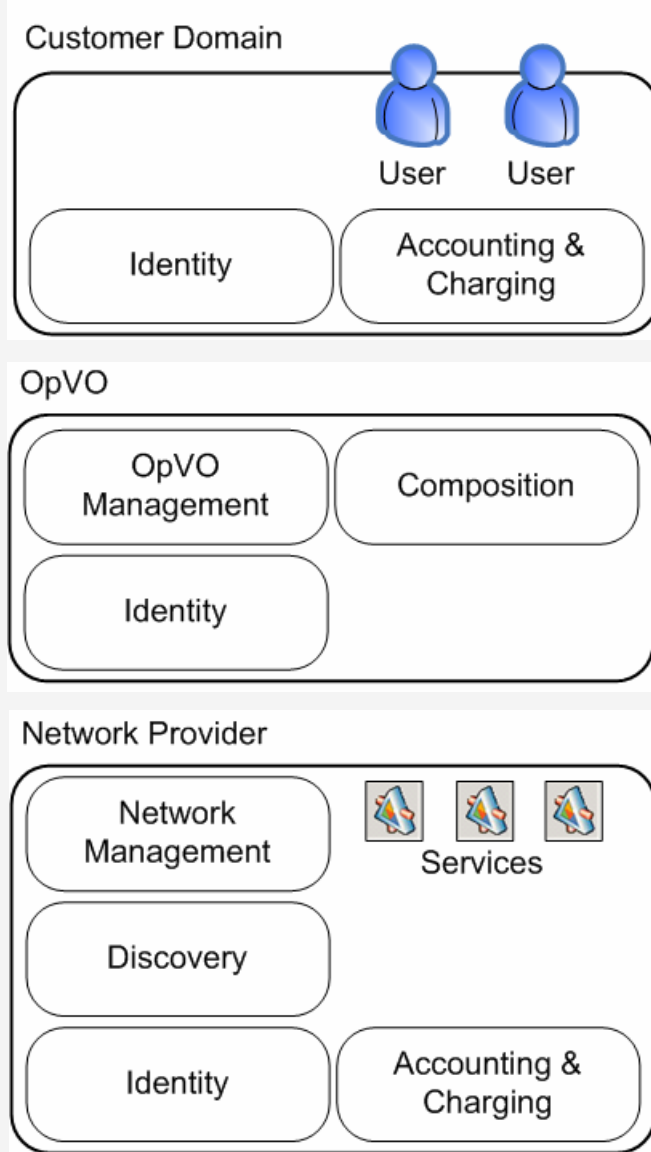 Customer Domain
User User
Identity
Accounting &
Charging
OpVO
OpVO
Management
Composition
Identity
Network Provider
Network
Management
Services
Discovery
Identity
Accounting &
Charging